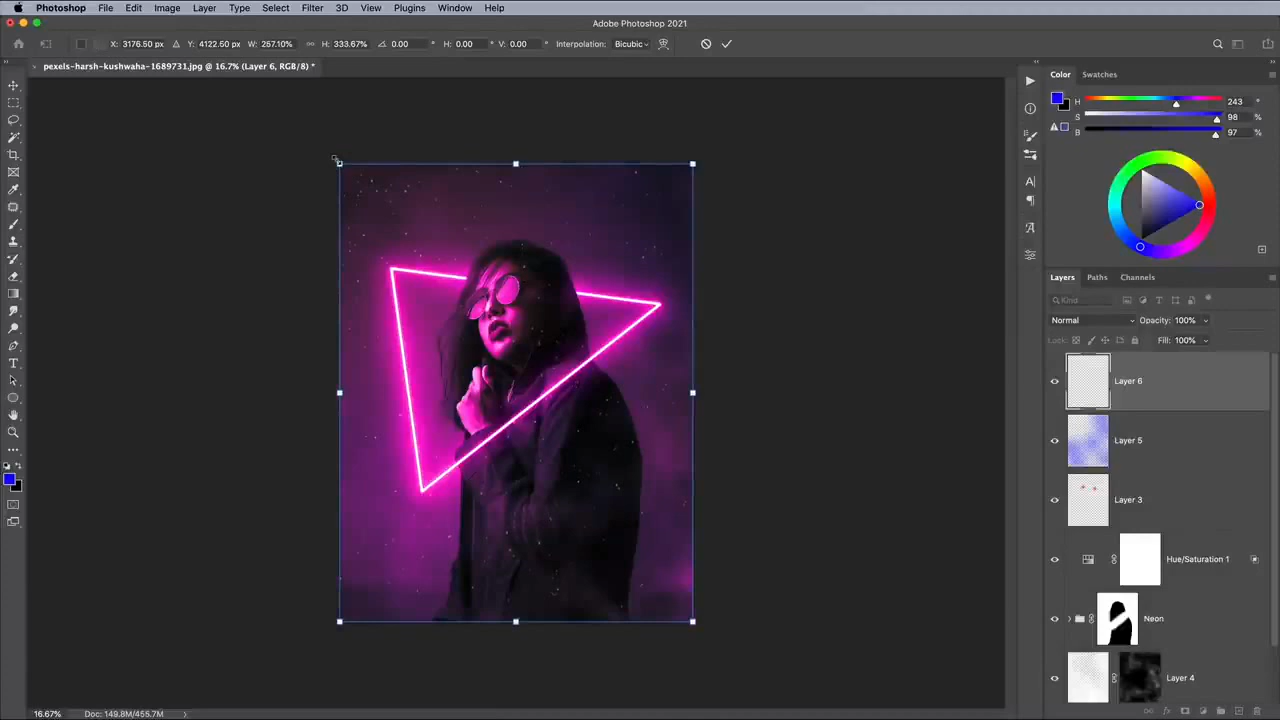 Photoshop File Edit Image Layer Type Select Filter 3D View Plugins Window Help
Adobe Photoshop 2021
X: 3176.50 px Y: 4122.50 px W: 257.10% H: 333.67% 0.00 ° H: 0.00 ° V: 0.00 ° Interpolation: Bicubic
× pexels-harsh-kushwaha-1689731.jpg @ 16.7% (Layer 6, RGB/8) *
Color Swatches
H 243 °
S 98 %
B 97 %
Layers Paths Channels
Kind
Normal Opacity: 100%
Lock: Fill: 100%
Layer 6
Layer 5
Layer 3
Hue/Saturation 1
Neon
Layer 4
16.67% Doc: 149.8M/455.7M